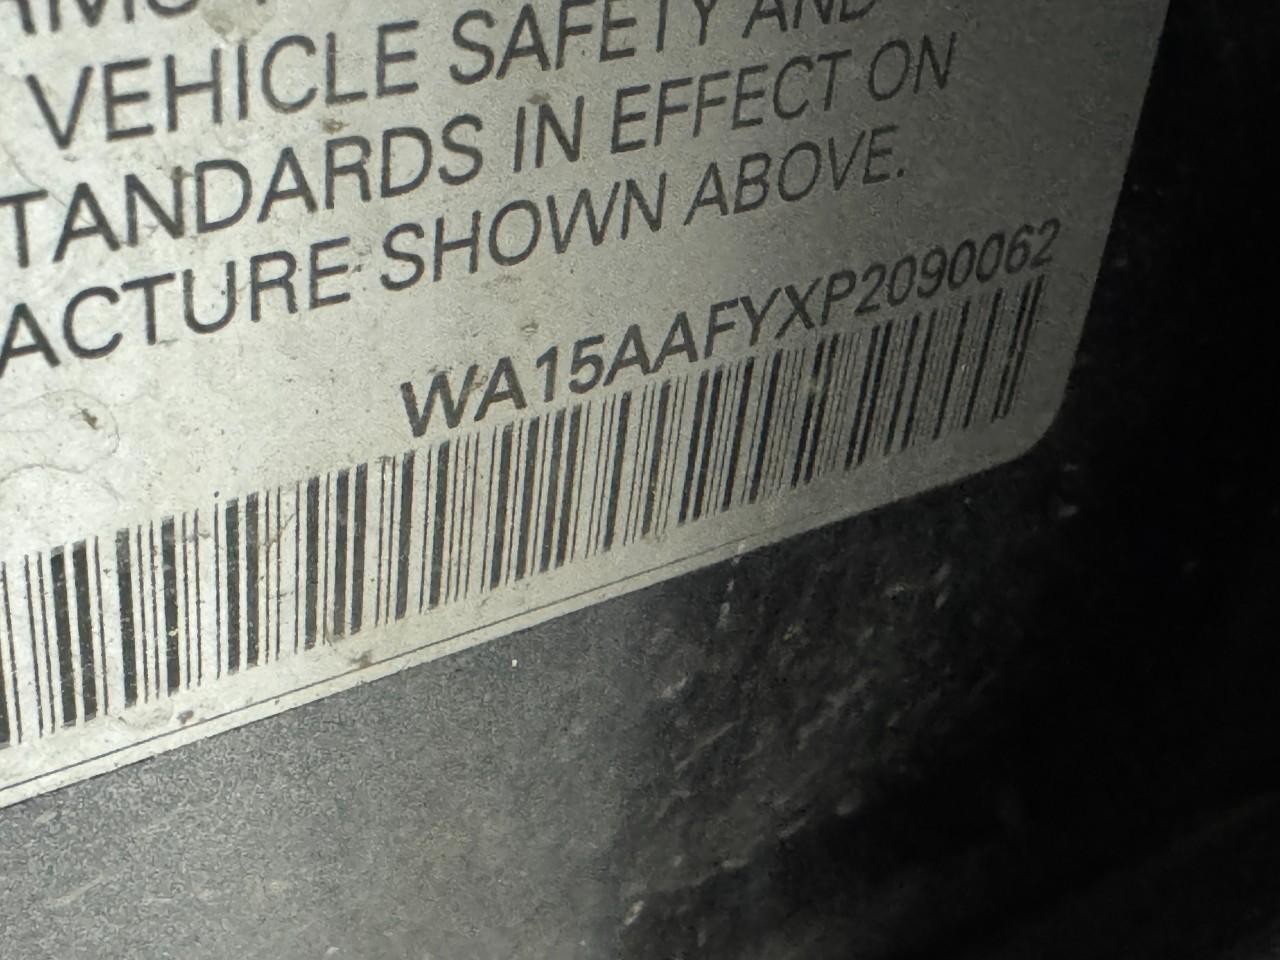 VEHICLE SAFETY AND
TANDARDS IN EFFECT ON
ACTURE SHOWN ABOVE.
WA15AAFYXP2090062